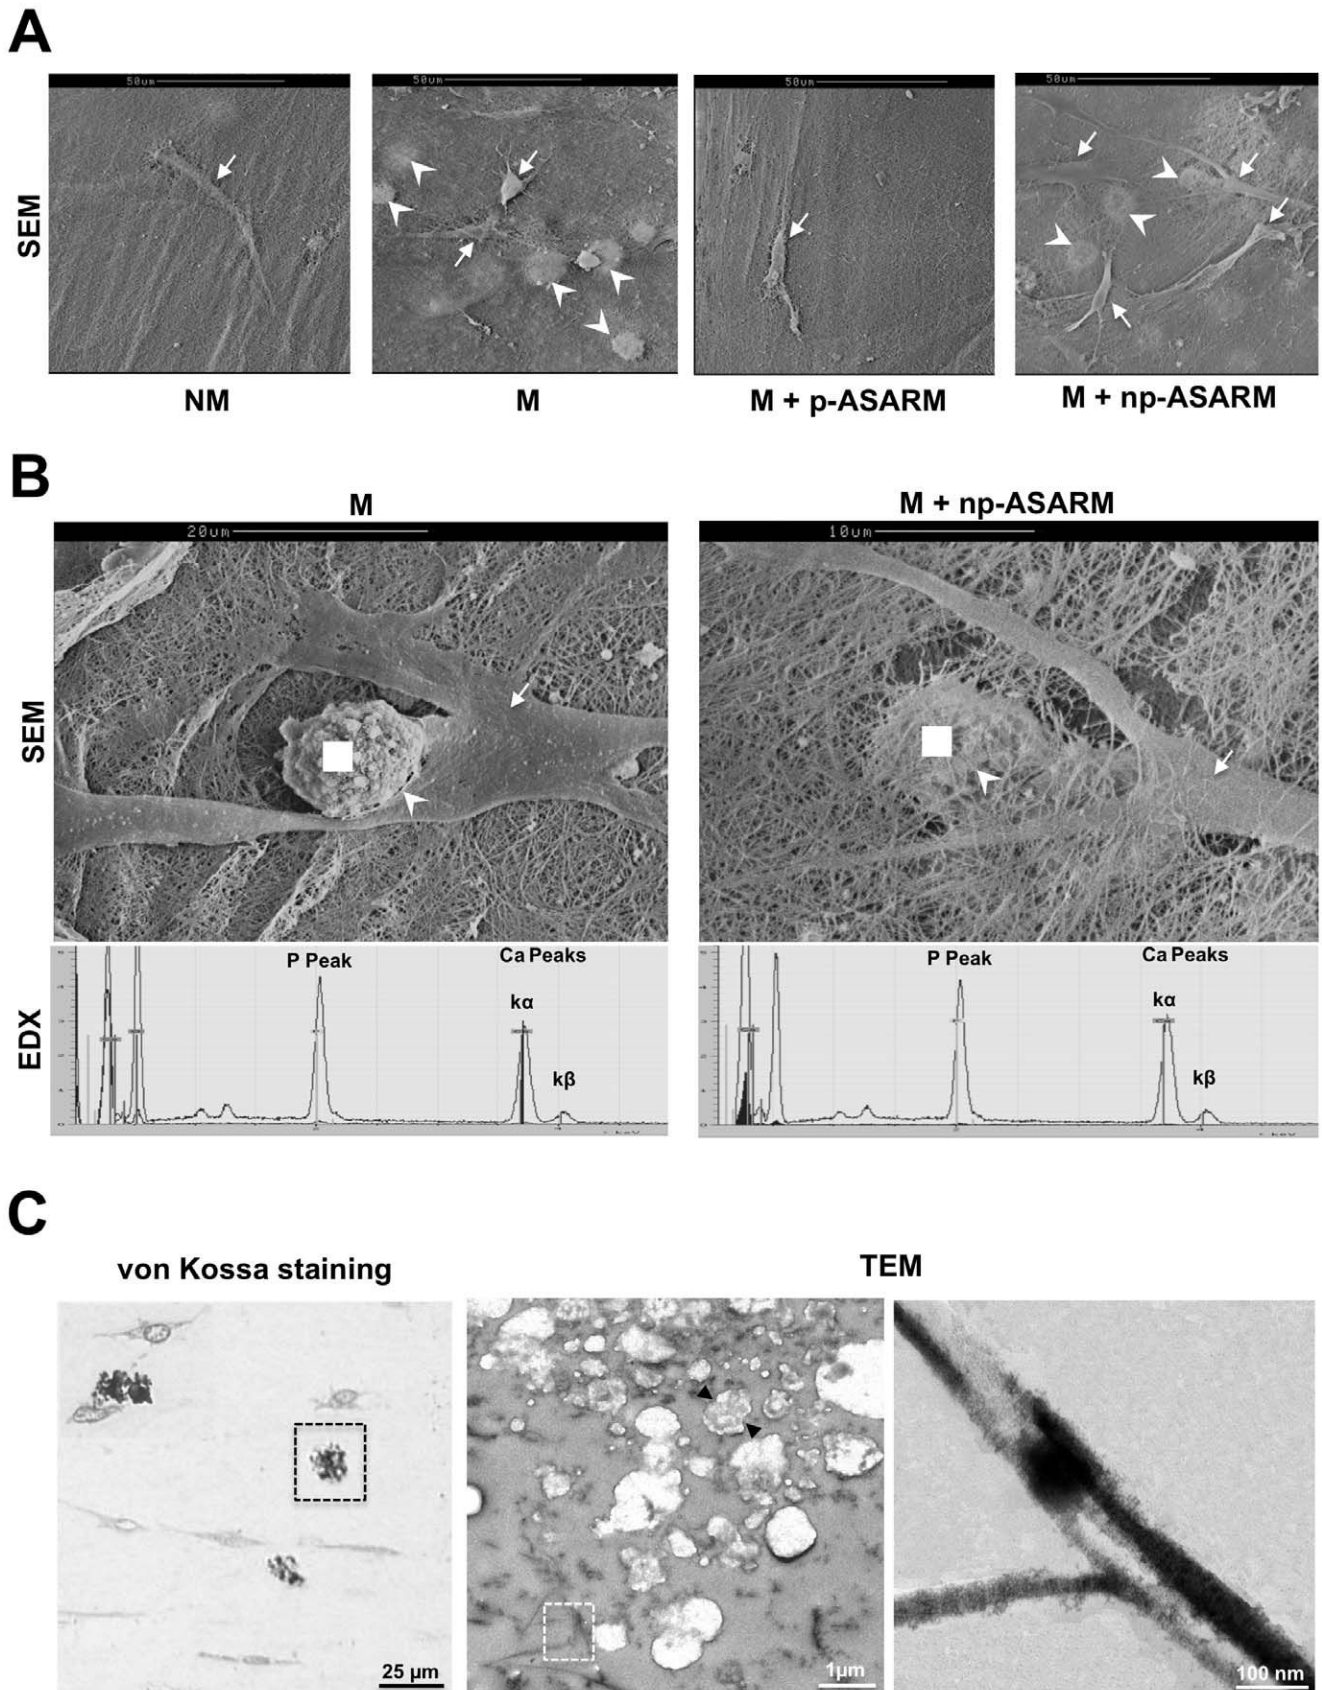 A
50um
50um
50um
50um
SEM
NM
M
M + p-ASARM
M + np-ASARM
B
M
M + np-ASARM
20um
10um
SEM
P Peak
Ca Peaks
kα
kβ
P Peak
Ca Peaks
kα
kβ
EDX
C
von Kossa staining
TEM
25 µm
1µm
100 nm